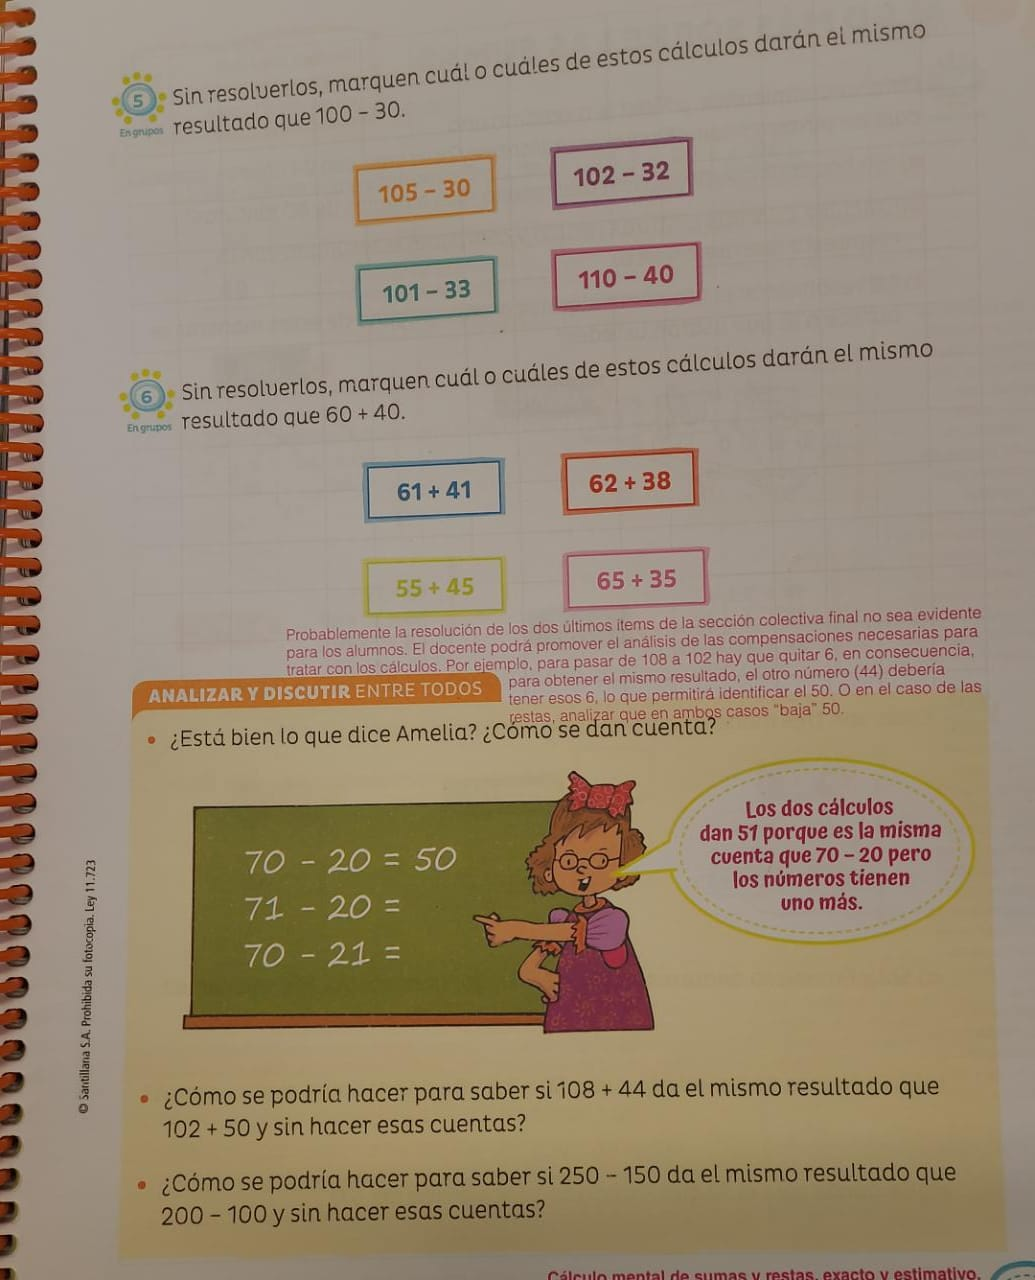 5 Sin resolverlos, marquen cuál o cuáles de estos cálculos darán el mismo
En grupos resultado que 100 - 30.
105 - 30 102 - 32
101 - 33 110 - 40
6 Sin resolverlos, marquen cuál o cuáles de estos cálculos darán el mismo
En grupos resultado que 60 + 40.
61 + 41 62 + 38
55 + 45 65 + 35
Probablemente la resolución de los dos últimos ítems de la sección colectiva final no sea evidente
para los alumnos. El docente podrá promover el análisis de las compensaciones necesarias para
tratar con los cálculos. Por ejemplo, para pasar de 108 a 102 hay que quitar 6, en consecuencia,
para obtener el mismo resultado, el otro número (44) debería
tener esos 6, lo que permitirá identificar el 50. O en el caso de las
restas, analizar que en ambos casos "baja" 50.
ANALIZAR Y DISCUTIR ENTRE TODOS
• ¿Está bien lo que dice Amelia? ¿Cómo se dan cuenta?
70 - 20 = 50
71 - 20 =
70 - 21 =
Los dos cálculos
dan 51 porque es la misma
cuenta que 70 - 20 pero
los números tienen
uno más.
• ¿Cómo se podría hacer para saber si 108 + 44 da el mismo resultado que
102 + 50 y sin hacer esas cuentas?
• ¿Cómo se podría hacer para saber si 250 - 150 da el mismo resultado que
200 - 100 y sin hacer esas cuentas?
Cálculo mental de sumas y restas, exacto y estimativo.
© Santillana S.A. Prohibida su fotocopia. Ley 11.723